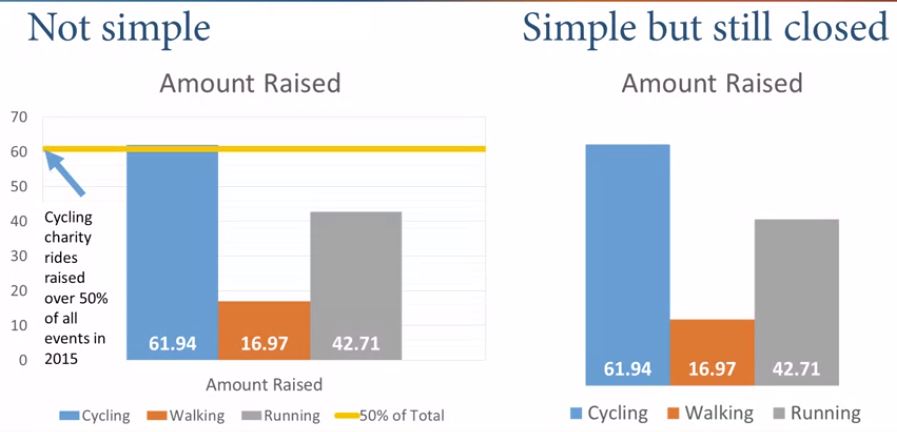 Not simple
Amount Raised
70
60
50
40
30
20
10
0
Cycling
charity
rides
raised
over 50%
of all
events in
2015
61.94 16.97 42.71
Amount Raised
Cycling Walking Running 50% of Total
Simple but still closed
Amount Raised
61.94 16.97 42.71
Cycling Walking Running